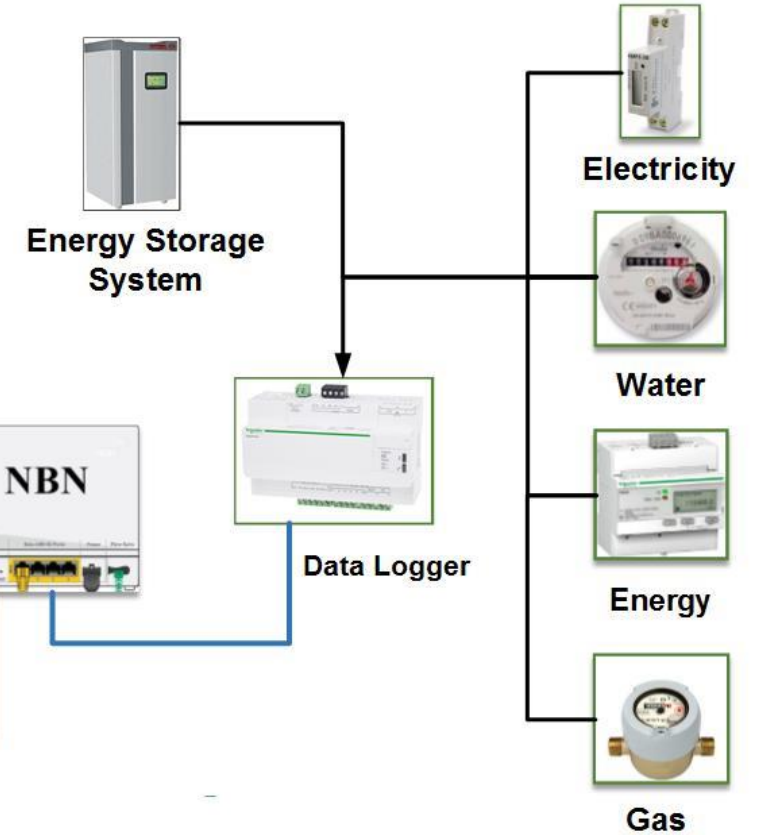 Electricity
Energy Storage
System
Water
NBN
Data Logger
Energy
Gas